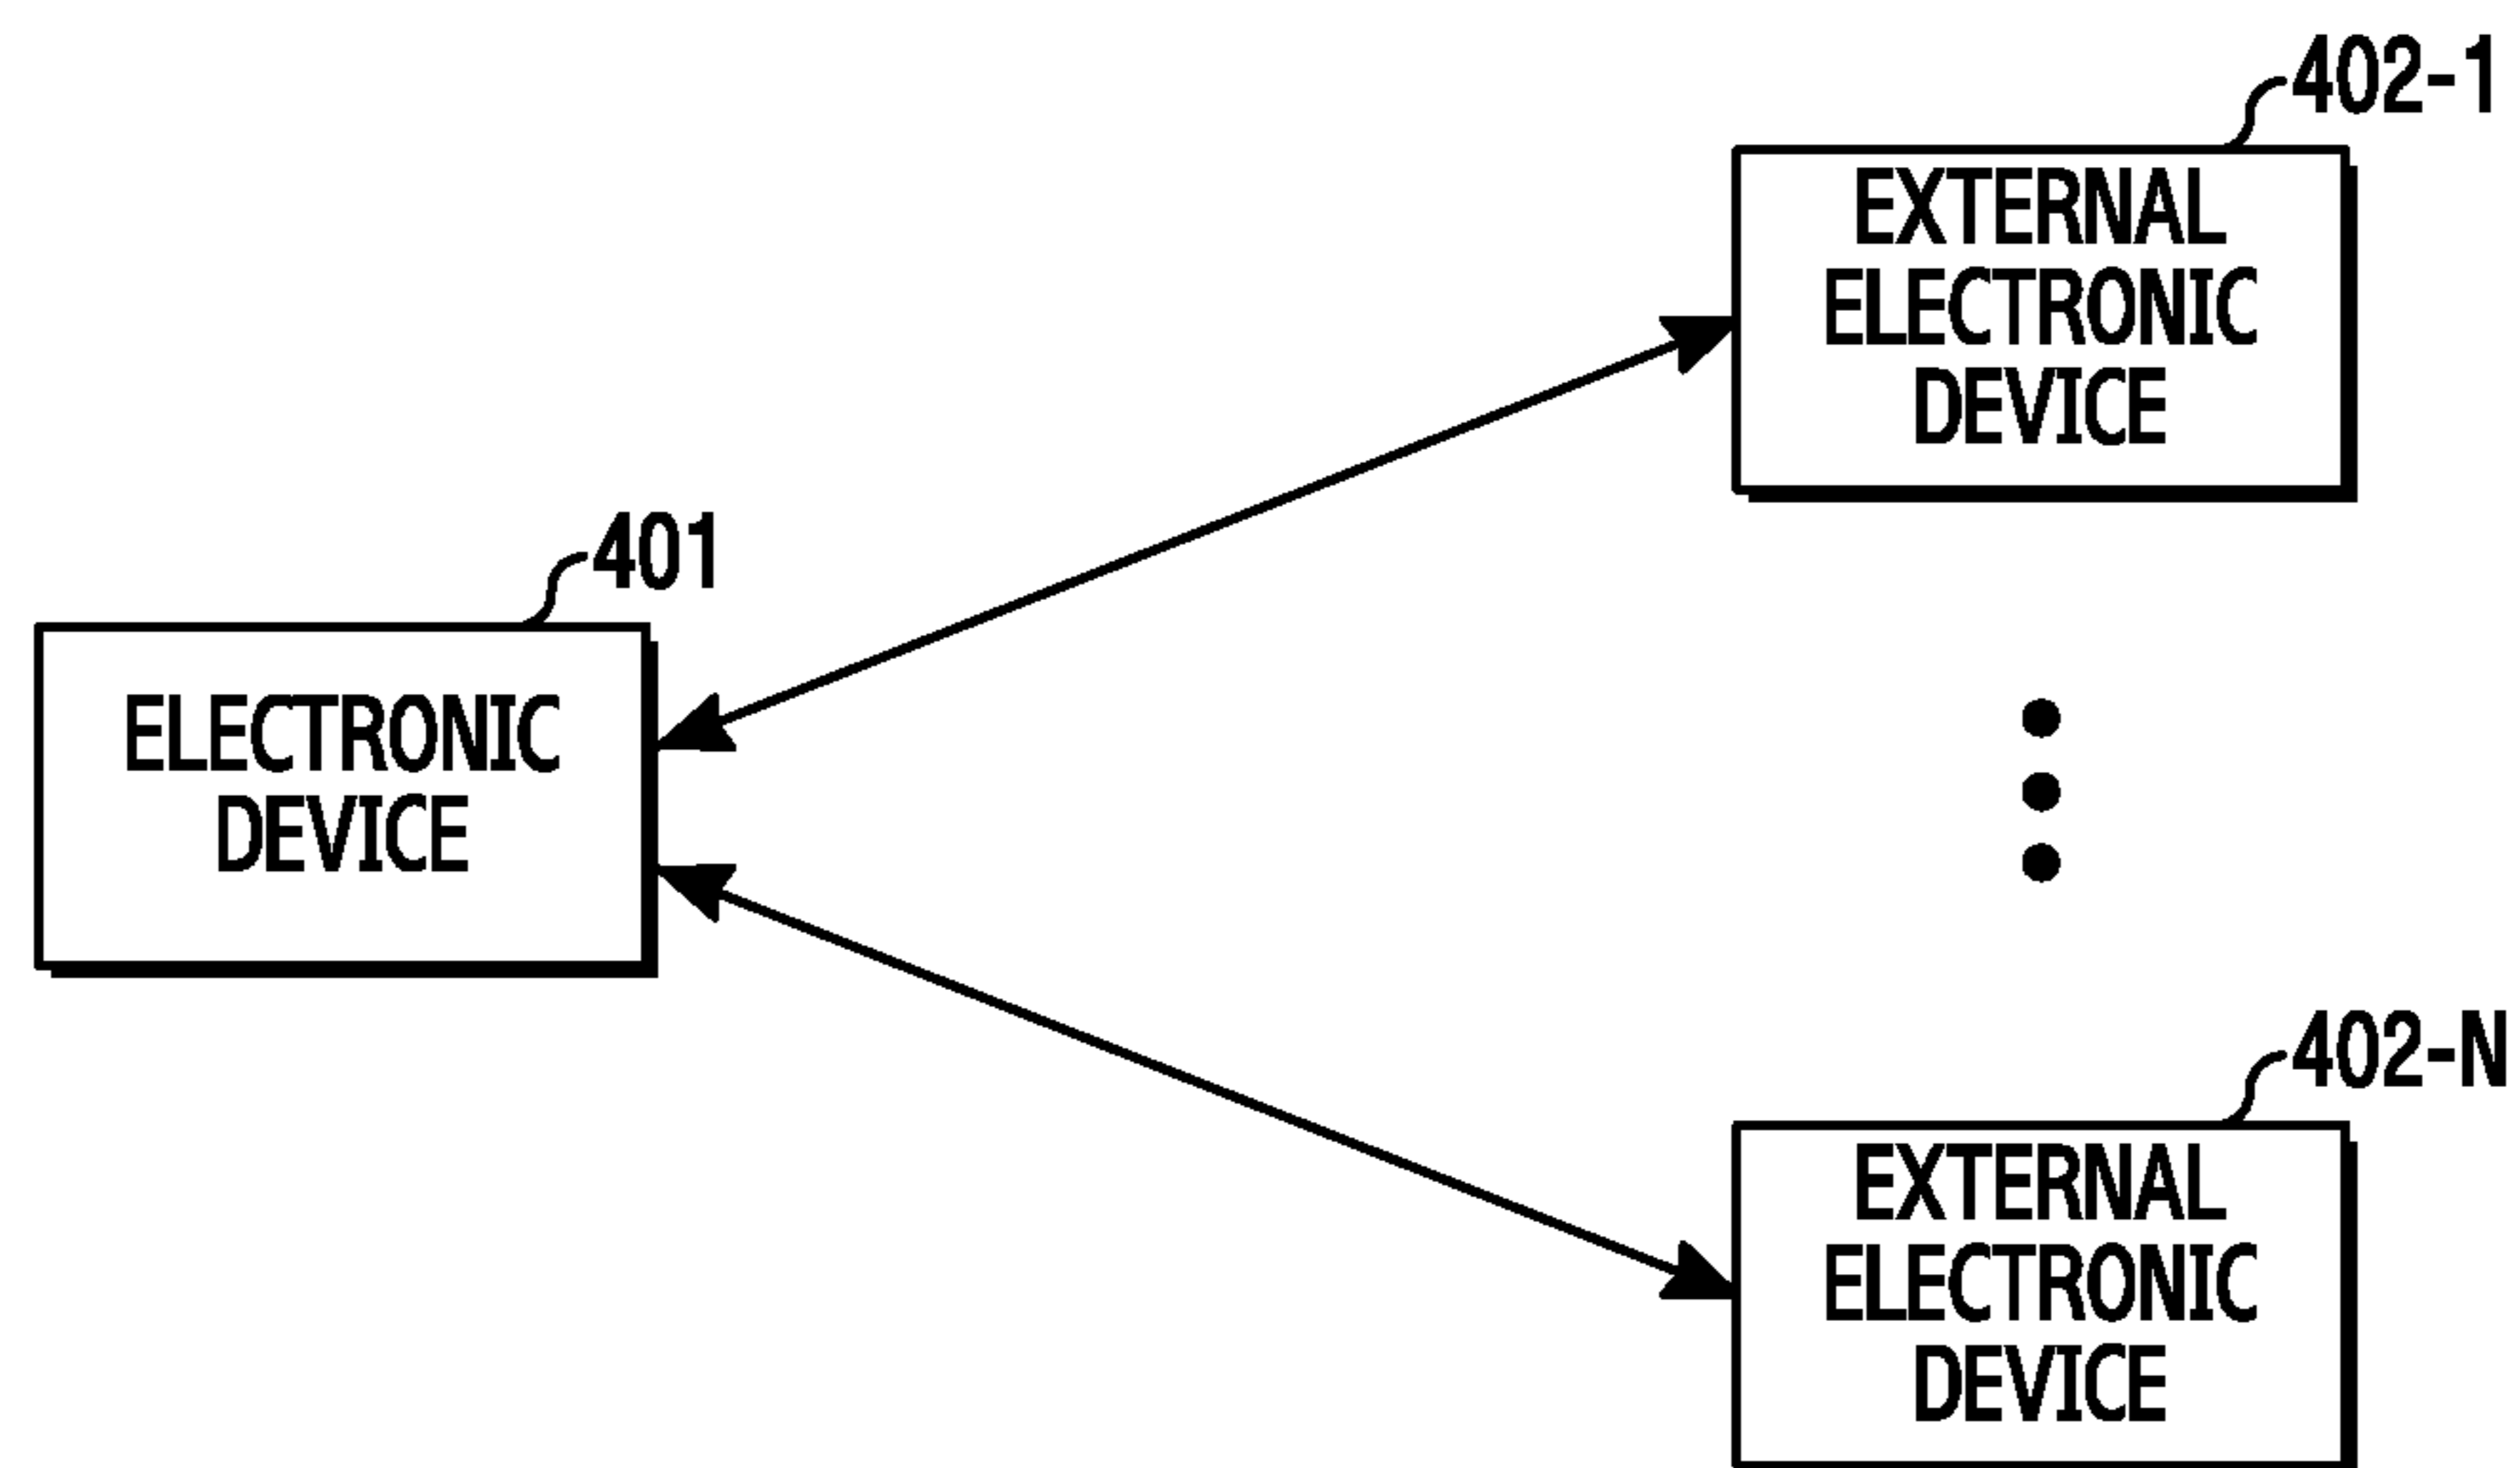 402-1
EXTERNAL
ELECTRONIC
DEVICE
401
ELECTRONIC
DEVICE
402-N
EXTERNAL
ELECTRONIC
DEVICE